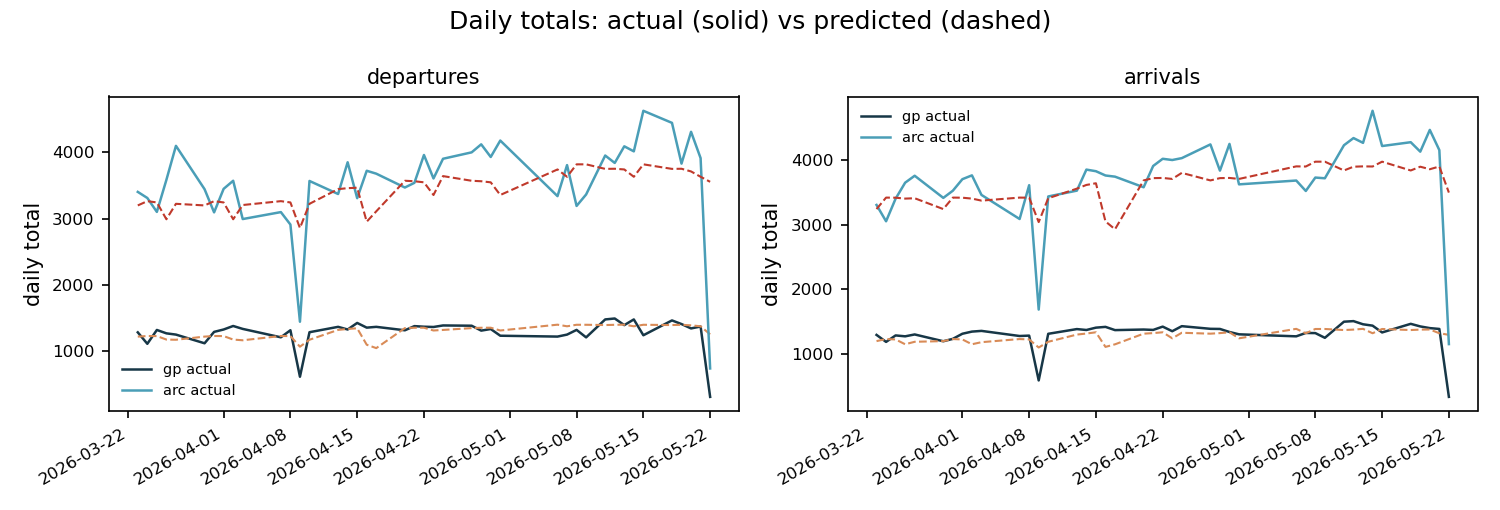 Daily totals: actual (solid) vs predicted (dashed)
departures
daily total
4000
3000
2000
1000
gp actual
arc actual
2026-03-22
2026-04-01
2026-04-08
2026-04-15
2026-04-22
2026-05-01
2026-05-08
2026-05-15
2026-05-22
arrivals
daily total
4000
3000
2000
1000
gp actual
arc actual
2026-03-22
2026-04-01
2026-04-08
2026-04-15
2026-04-22
2026-05-01
2026-05-08
2026-05-15
2026-05-22